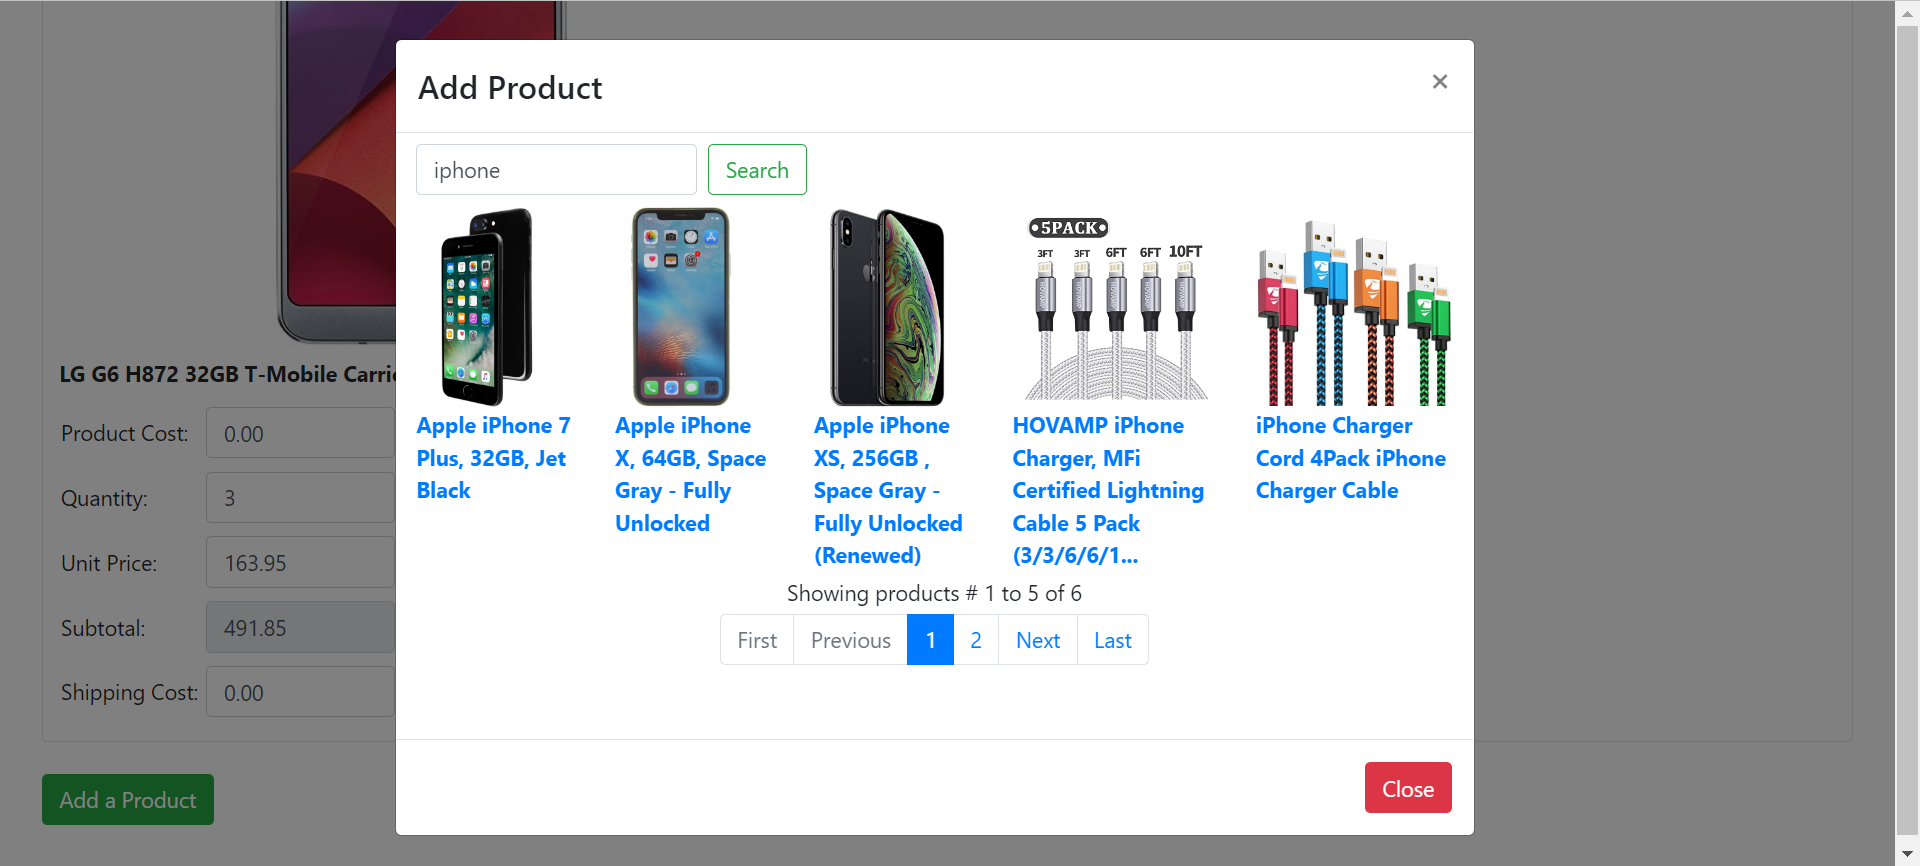 Add Product
×
iphone
Search
5PACK
3FT 3FT 6FT 6FT 10FT
HOVAMP
Apple iPhone 7
Plus, 32GB, Jet
Black
Apple iPhone
X, 64GB, Space
Gray - Fully
Unlocked
Apple iPhone
XS, 256GB ,
Space Gray -
Fully Unlocked
(Renewed)
HOVAMP iPhone
Charger, MFi
Certified Lightning
Cable 5 Pack
(3/3/6/6/1...
iPhone Charger
Cord 4Pack iPhone
Charger Cable
Showing products # 1 to 5 of 6
First Previous 1 2 Next Last
Close
LG G6 H872 32GB T-Mobile
Product Cost: 0.00
Quantity: 3
Unit Price: 163.95
Subtotal: 491.85
Shipping Cost: 0.00
Add a Product